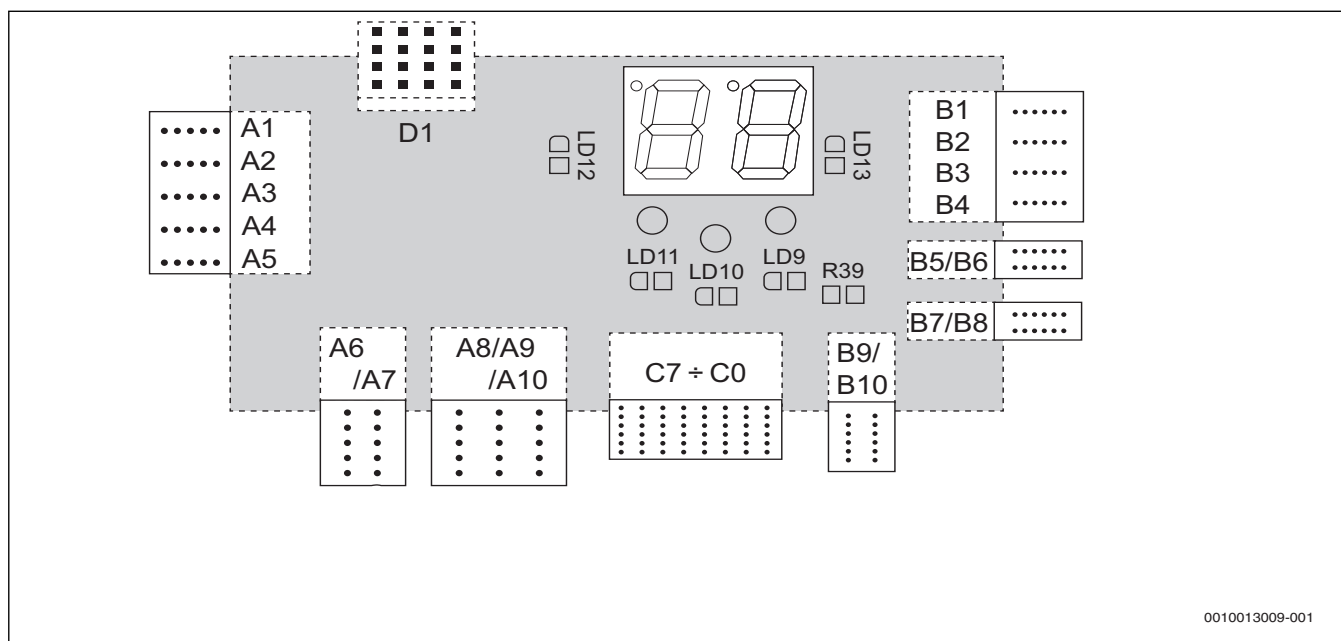 D1
A1
A2
A3
A4
A5
LD12
LD13
B1
B2
B3
B4
LD11
LD10
LD9
R39
B5/B6
B7/B8
A6
/A7
A8/A9
/A10
C7 ÷ C0
B9/
B10
0010013009-001